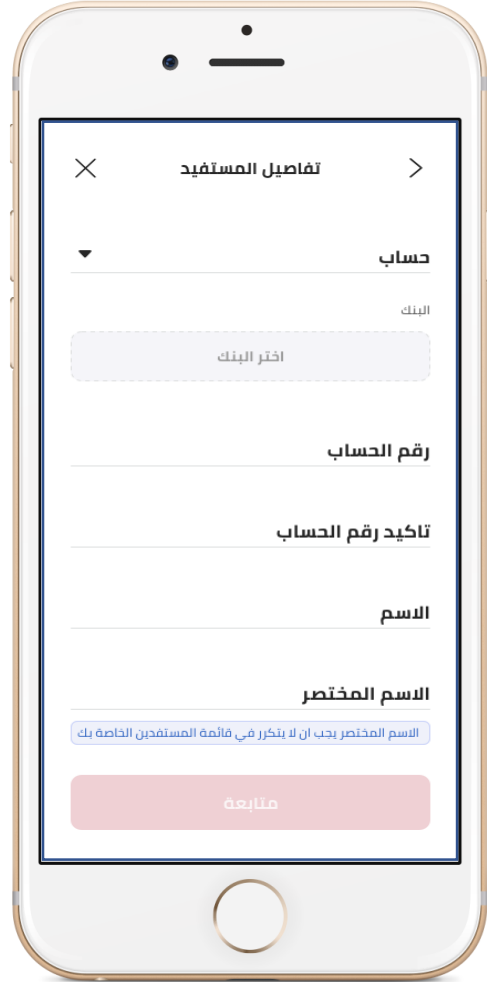 تفاصيل المستفيد
حساب
البنك
اختر البنك
رقم الحساب
تاكيد رقم الحساب
الاسم
الاسم المختصر
الاسم المختصر يجب ان لا يتكرر في قائمة المستفدين الخاصة بك
متابعة